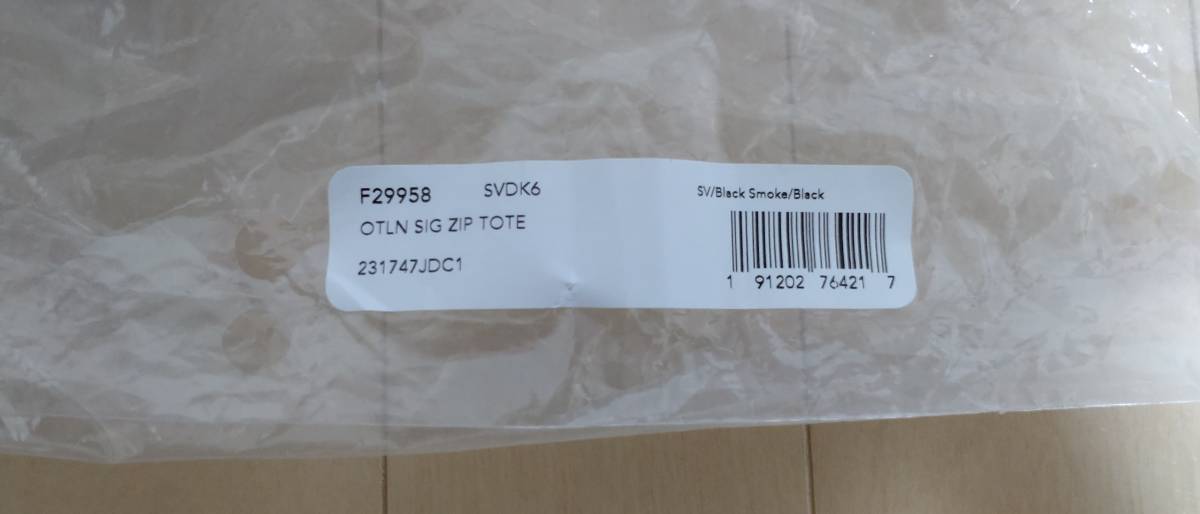 F29958 SVDK6 SV/Black Smoke/Black
OTLN SIG ZIP TOTE
231747JDC1
1 91202 76421 7